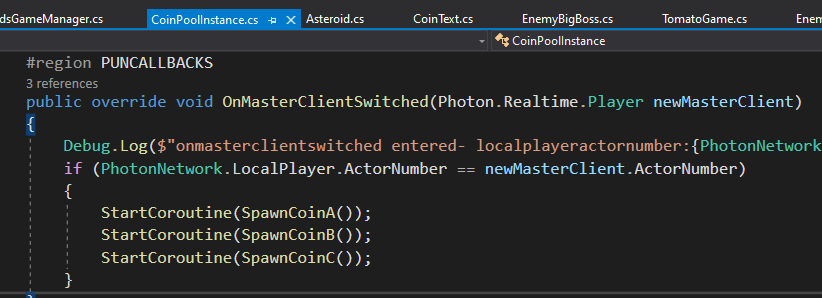 dsGameManager.cs CoinPoolInstance.cs Asteroid.cs CoinText.cs EnemyBigBoss.cs TomatoGame.cs Enem
CoinPoolInstance
#region PUNCALLBACKS
3 references
public override void OnMasterClientSwitched(Photon.Realtime.Player newMasterClient)
{
Debug.Log($"onmasterclientswitched entered- localplayeractornumber:{PhotonNetwork
if (PhotonNetwork.LocalPlayer.ActorNumber == newMasterClient.ActorNumber)
{
StartCoroutine(SpawnCoinA());
StartCoroutine(SpawnCoinB());
StartCoroutine(SpawnCoinC());
}
}